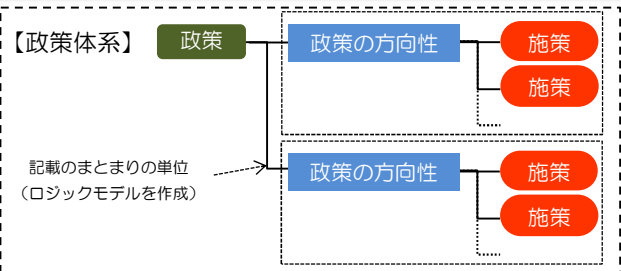 【政策体系】
政策
政策の方向性
施策
施策
記載のまとまりの単位
（ロジックモデルを作成）
政策の方向性
施策
施策